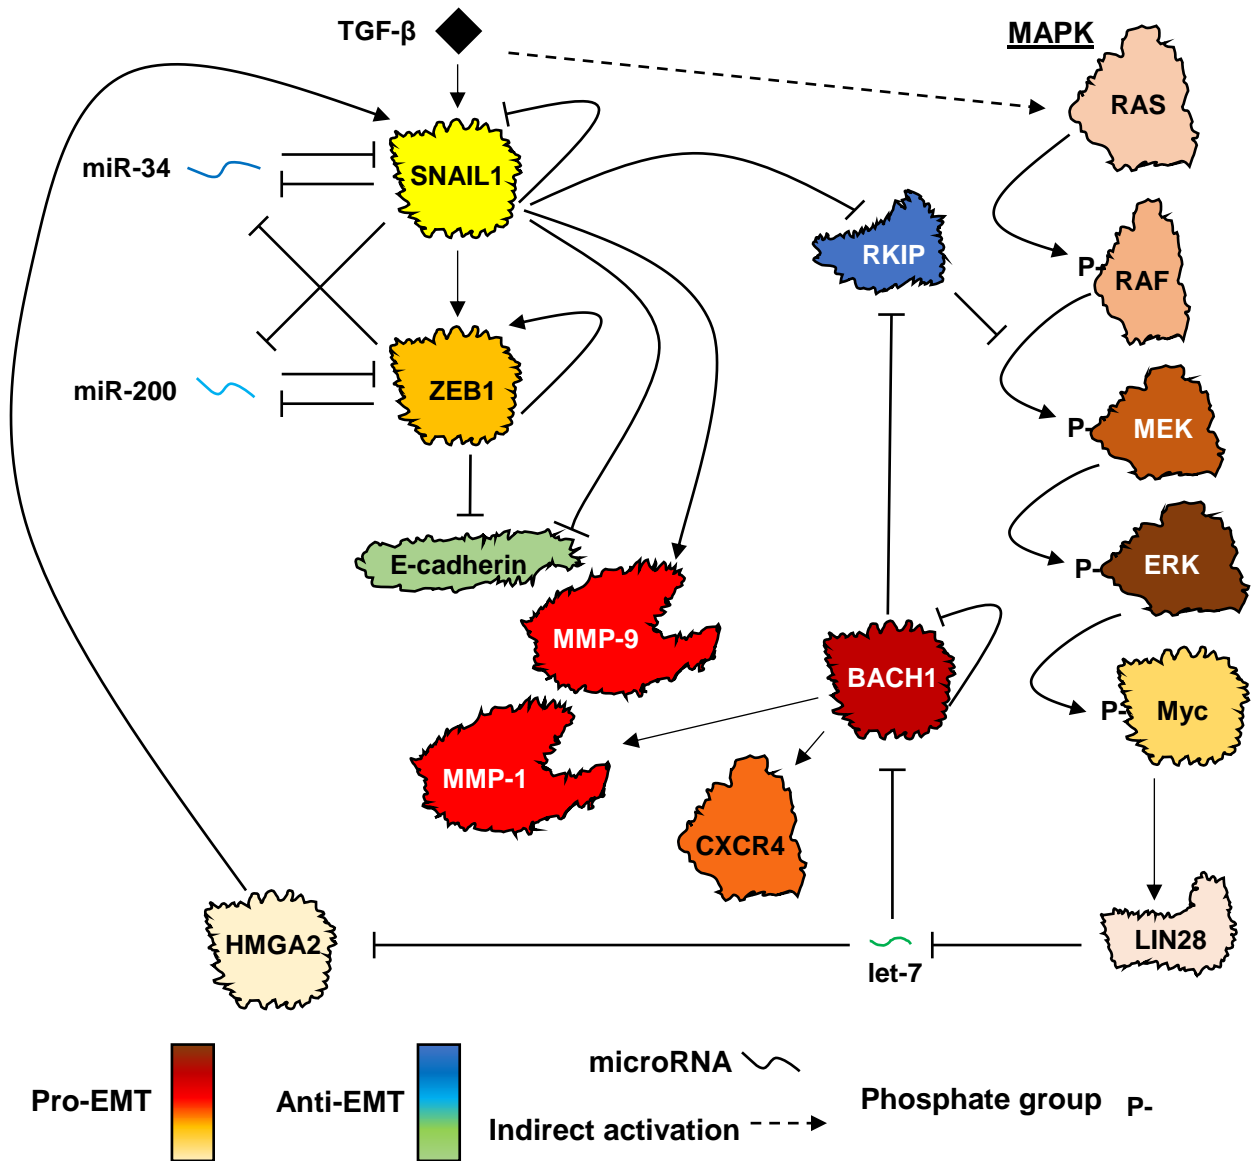 TGF-β
MAPK
RAS
miR-34
SNAIL1
RKIP
P-
RAF
miR-200
ZEB1
P-
MEK
E-cadherin
P-
ERK
MMP-9
BACH1
P-
Myc
MMP-1
CXCR4
HMGA2
let-7
LIN28
Pro-EMT
Anti-EMT
microRNA
Indirect activation
Phosphate group P-